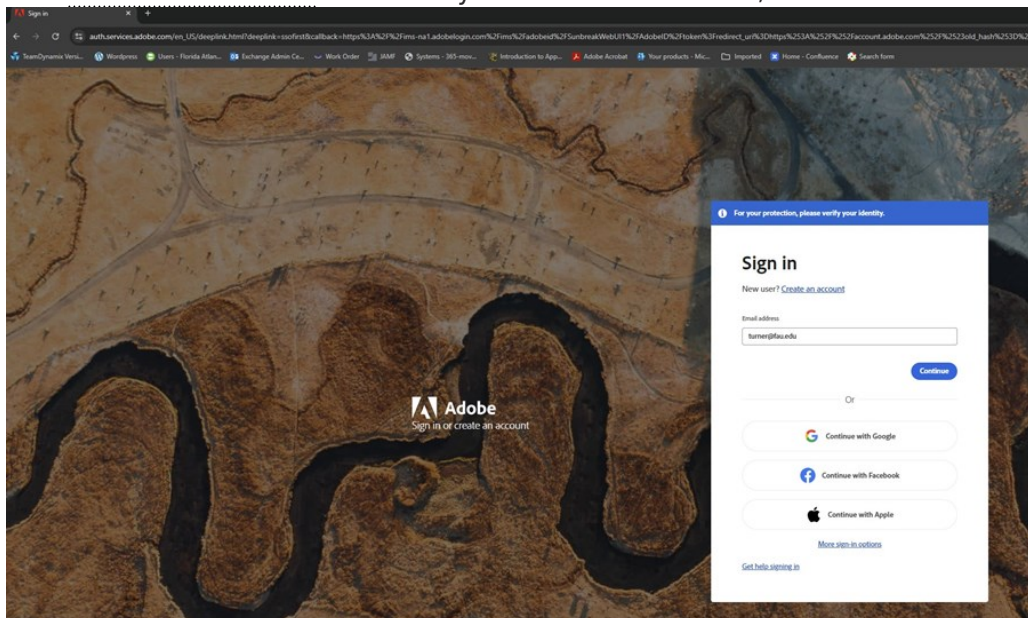 Sign in
auth.services.adobe.com/en_US/deeplink.html?deeplink=ssofirst&callback=https%3A%2F%2Fims-na1.adobelogin.com%2Fims%2Fadobeid%2FSunbreakWebUI1%2FAdobeID%2Ftoken%3Fredirect_uri%3Dhttps%253A%252F%252Faccount.adobe.com%252F%2523old_hash%253D%2
TeamDynamix Versi... Wordpress Users - Florida Atlan... Exchange Admin Ce... Work Order JAMF Systems - 365-mov... Introduction to App... Adobe Acrobat Your products - Mic... Imported Home - Confluence Search form
For your protection, please verify your identity.
Sign in
New user? Create an account
Email address
turner@fau.edu
Continue
Or
Adobe
Sign in or create an account
Continue with Google
Continue with Facebook
Continue with Apple
More sign-in options
Get help signing in